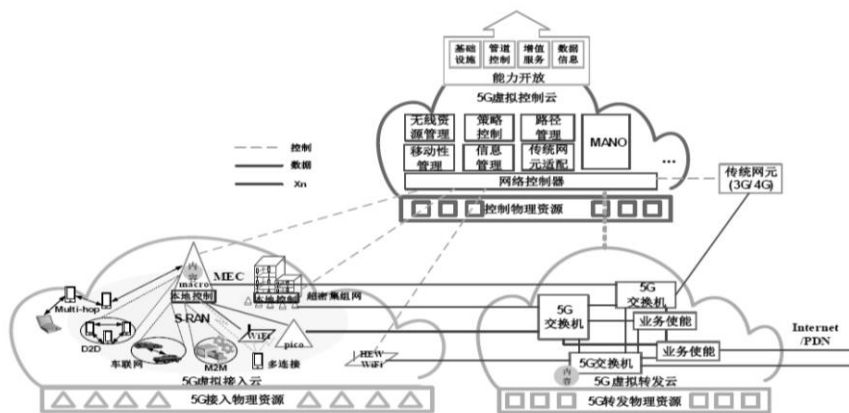 基础 管道 增值 数据
设施 控制 服务 信息
能力开放
5G虚拟控制云
无线资 策略 路径 MANO
源管理 控制 管理
移动性 信息 传统网
管理 管理 元适配
...
网络控制器
控制物理资源
控制
数据
Xn
传统网元
(3G/4G)
内容
macro
MEC
本地控制
本地控制
超密集组网
Multi-hop
S-RAN
D2D
WiFi
pico
车联网
M2M
多连接
HEW
WiFi
5G虚拟接入云
5G接入物理资源
5G
交换机
5G
交换机
业务使能
业务使能
5G交换机
内容
Internet
/PDN
5G虚拟转发云
5G转发物理资源